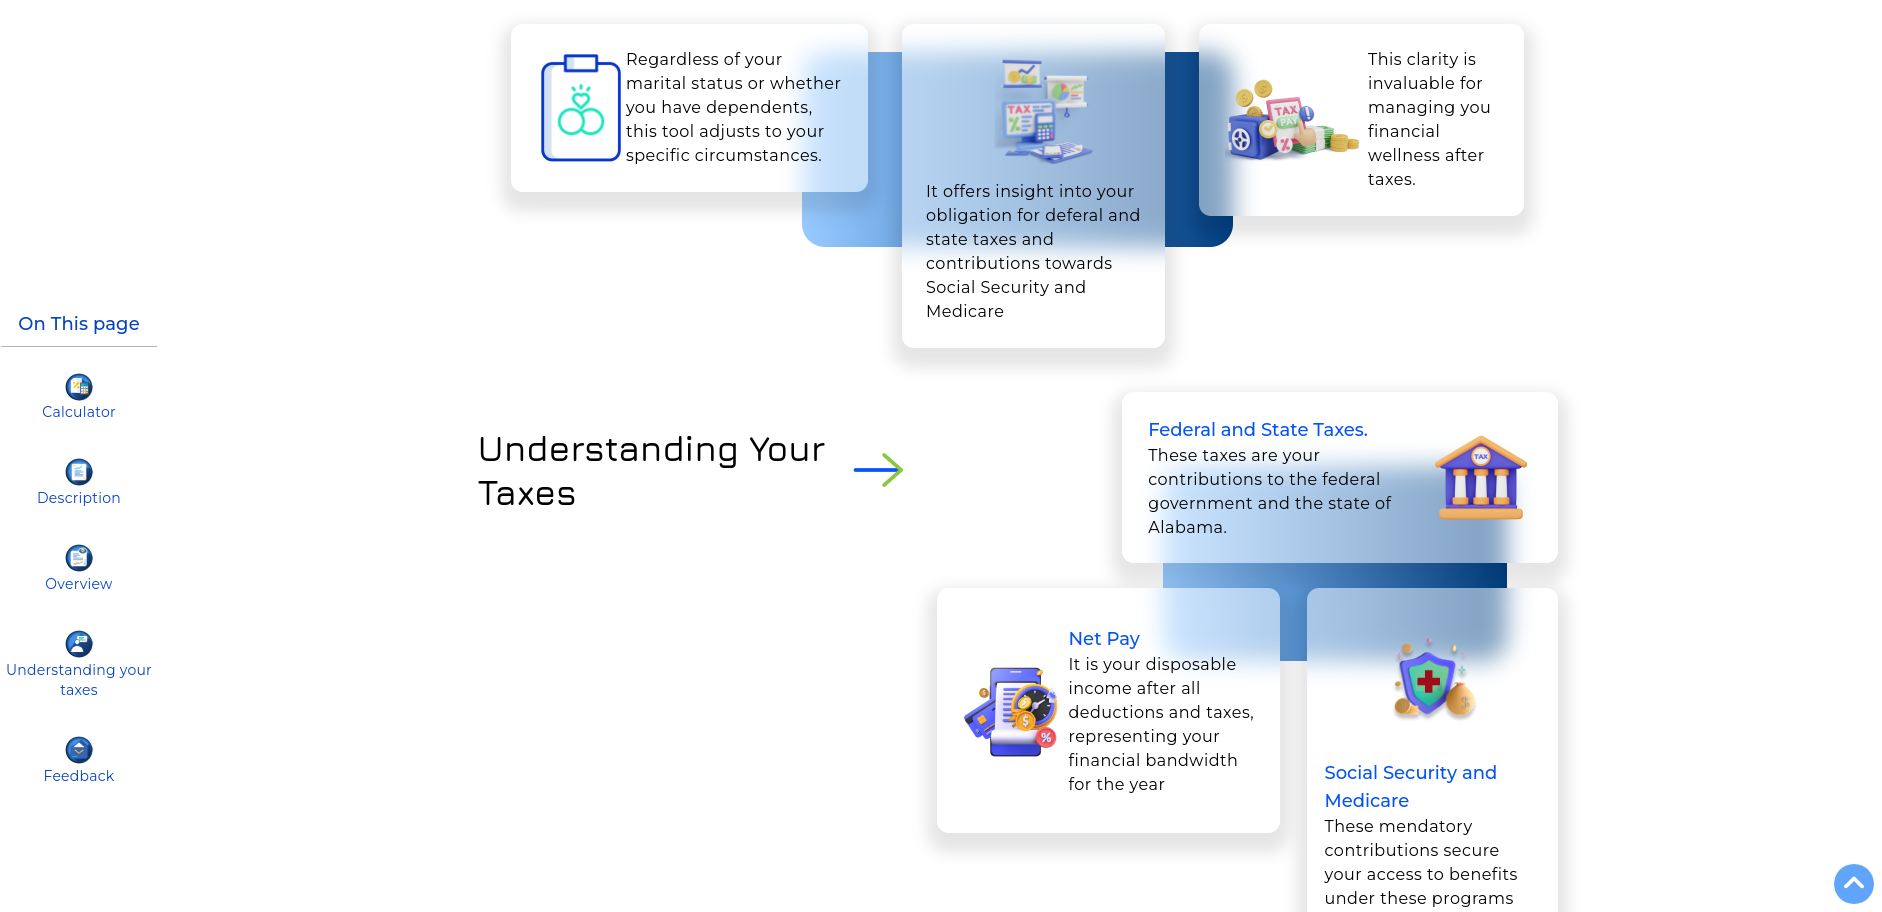 Regardless of your
marital status or whether
you have dependents,
this tool adjusts to your
specific circumstances.
TAX
It offers insight into your
obligation for deferal and
state taxes and
contributions towards
Social Security and
Medicare
TAX
PAY
This clarity is
invaluable for
managing you
financial
wellness after
taxes.
On This page
Calculator
Description
Overview
Understanding your
taxes
Feedback
Understanding Your
Taxes
Federal and State Taxes.
These taxes are your
contributions to the federal
government and the state of
Alabama.
TAX
Net Pay
It is your disposable
income after all
deductions and taxes,
representing your
financial bandwidth
for the year
Social Security and
Medicare
These mandatory
contributions secure
your access to benefits
under these programs